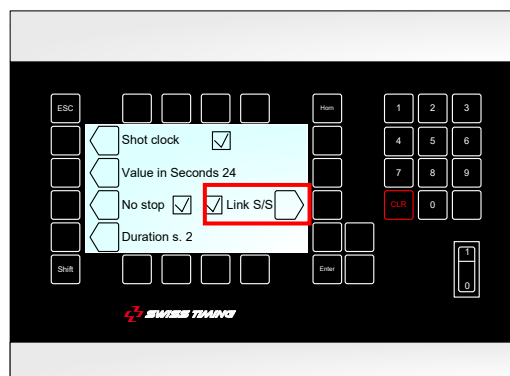 ESC
Horn
1 2 3
Shot clock
4 5 6
Value in Seconds 24
7 8 9
No stop Link S/S
CLR 0
Duration s. 2
Shift
Enter
1
0
SWISS TIMING